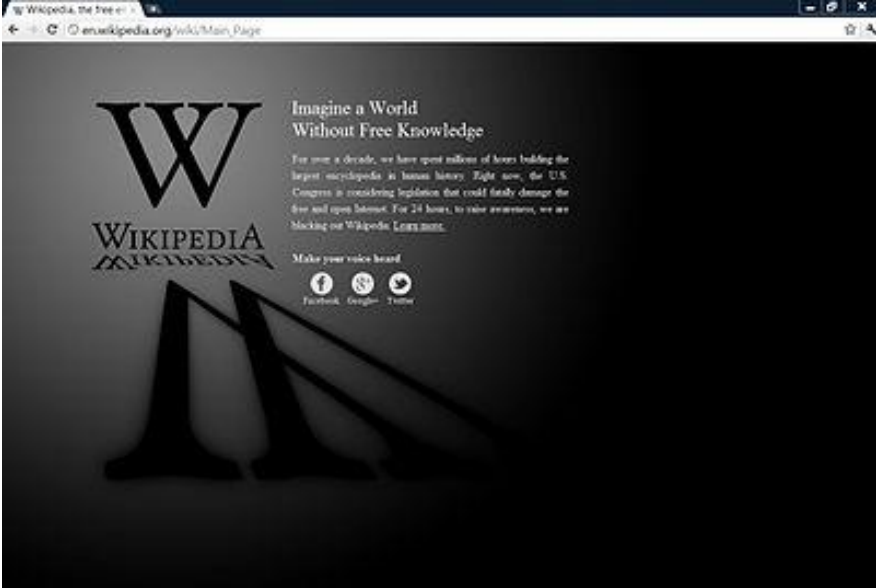 Wikipedia, the free en
en.wikipedia.org/wiki/Main_Page
W
WIKIPEDIA
Imagine a World
Without Free Knowledge
For over a decade, we have spent millions of hours building the
largest encyclopedia in human history. Right now, the U.S.
Congress is considering legislation that could fatally damage the
free and open Internet. For 24 hours, to raise awareness, we are
blacking out Wikipedia. Learn more.
Make your voice heard
Facebook Google+ Twitter